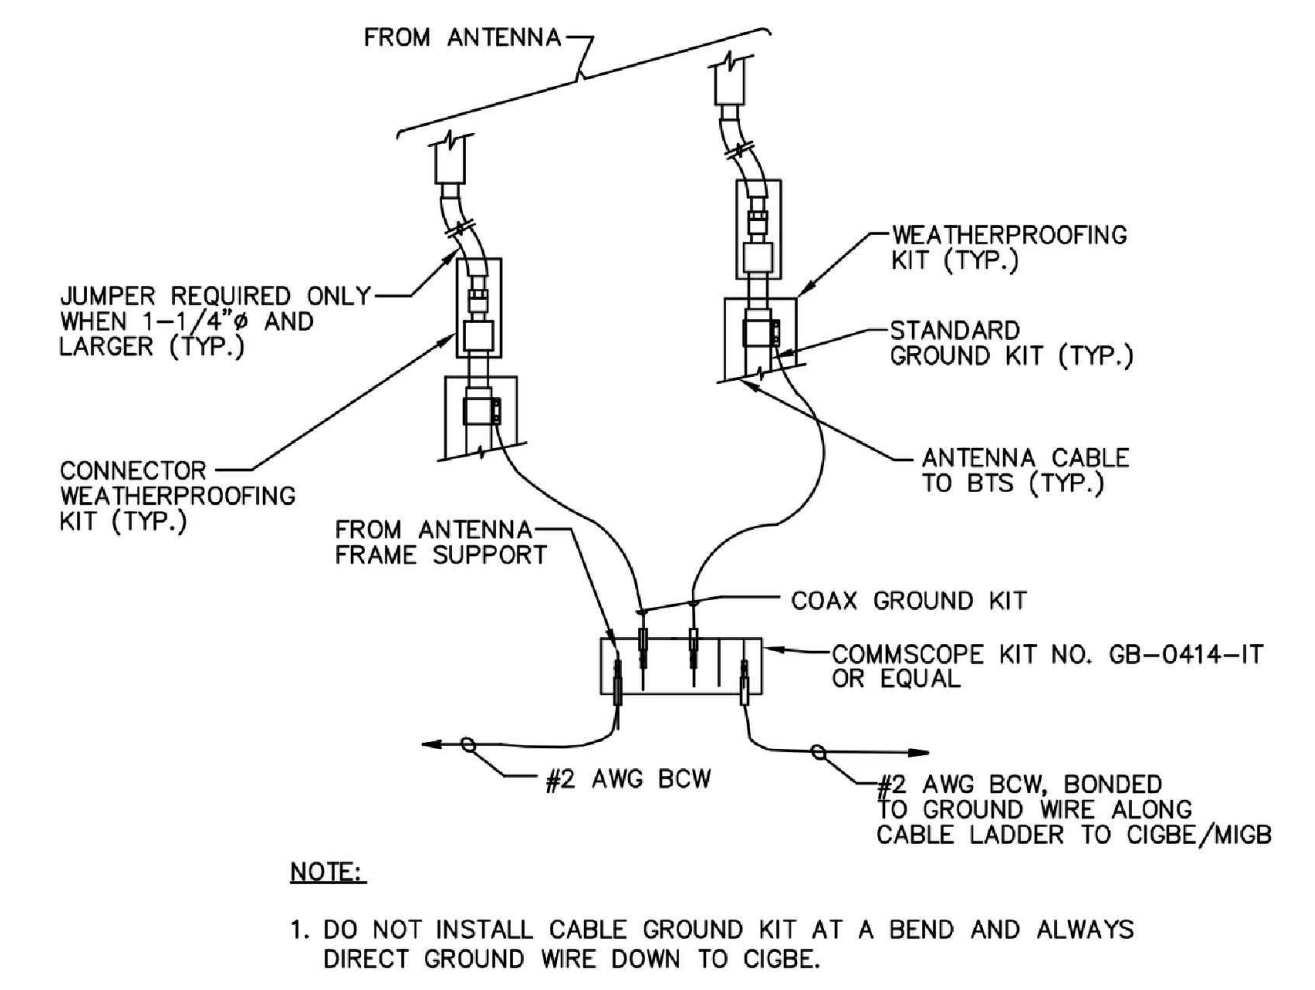 FROM ANTENNA
WEATHERPROOFING
KIT (TYP.)
JUMPER REQUIRED ONLY
WHEN 1-1/4"ø AND
LARGER (TYP.)
STANDARD
GROUND KIT (TYP.)
ANTENNA CABLE
TO BTS (TYP.)
CONNECTOR
WEATHERPROOFING
KIT (TYP.)
FROM ANTENNA
FRAME SUPPORT
COAX GROUND KIT
COMMSCOPE KIT NO. GB-0414-IT
OR EQUAL
#2 AWG BCW
#2 AWG BCW, BONDED
TO GROUND WIRE ALONG
CABLE LADDER TO CIGBE/MIGB
NOTE:
1. DO NOT INSTALL CABLE GROUND KIT AT A BEND AND ALWAYS
DIRECT GROUND WIRE DOWN TO CIGBE.